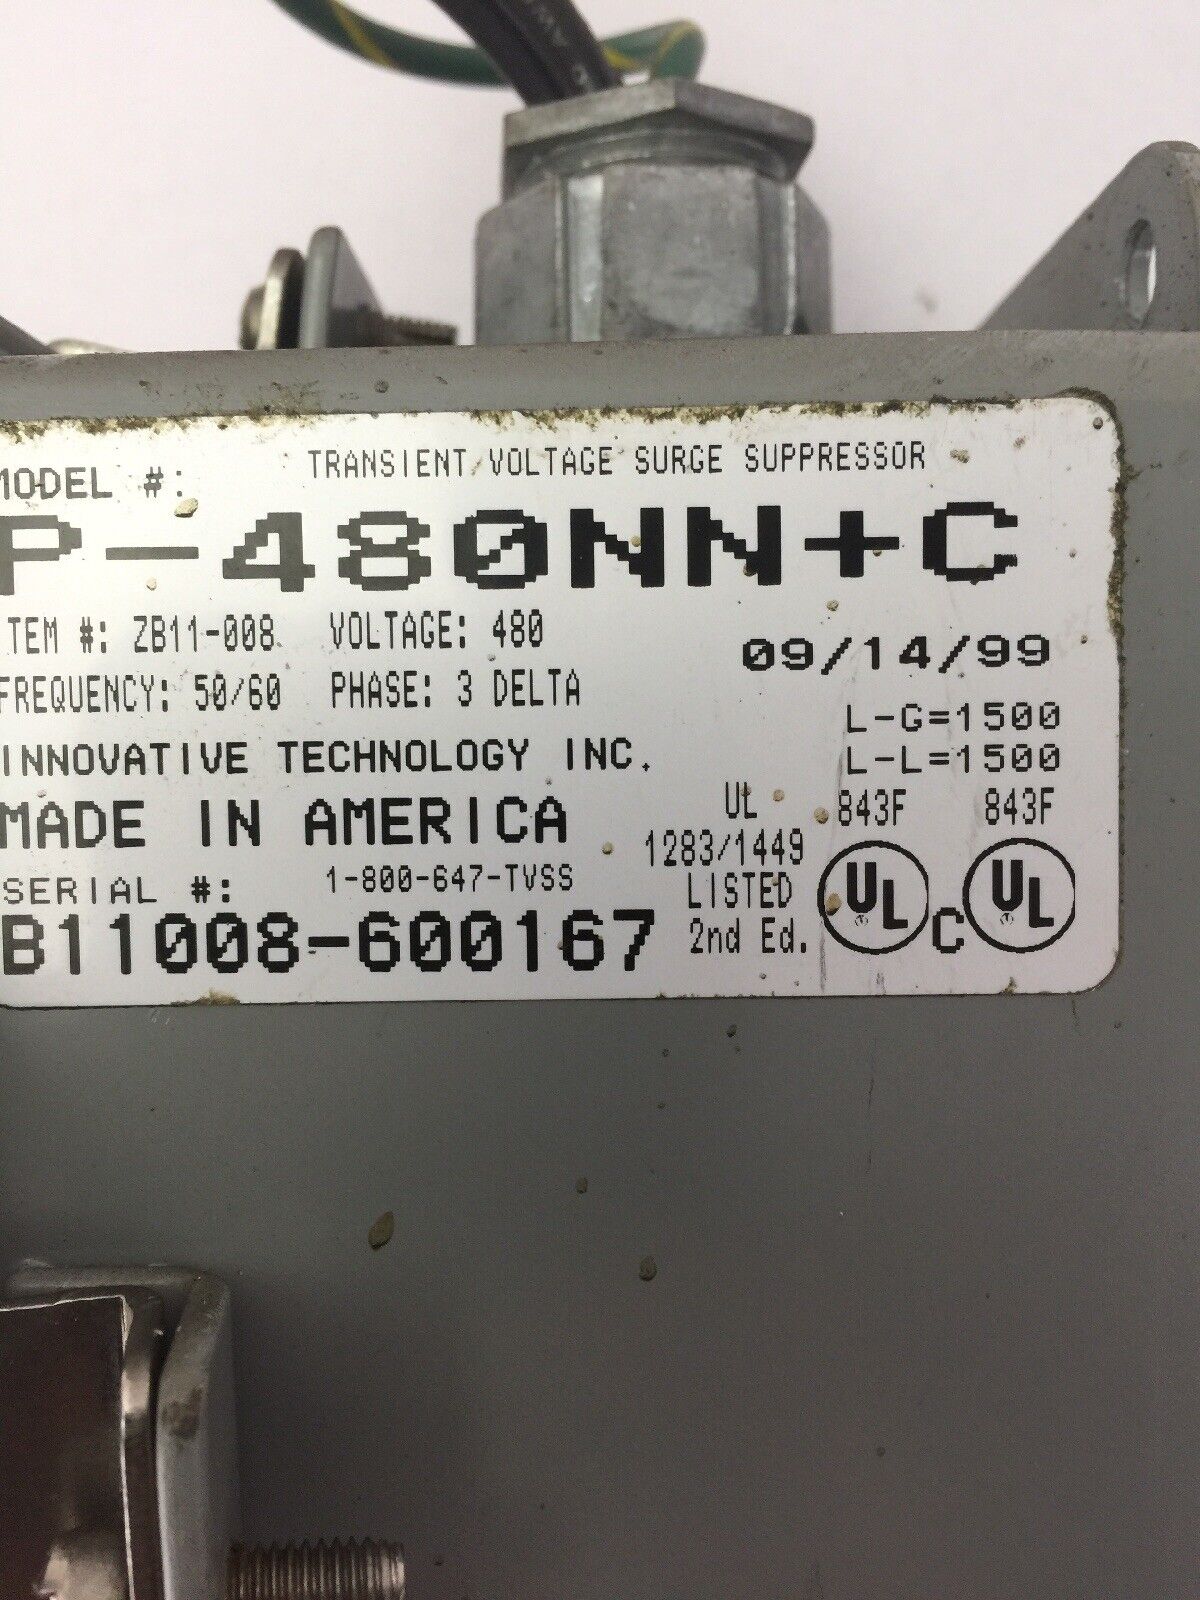 MODEL #: TRANSIENT VOLTAGE SURGE SUPPRESSOR
P-480NN+C
ITEM #: ZB11-008 VOLTAGE: 480
09/14/99
FREQUENCY: 50/60 PHASE: 3 DELTA
L-G=1500
INNOVATIVE TECHNOLOGY INC.
L-L=1500
MADE IN AMERICA
UL 843F 843F
1283/1449
SERIAL #: 1-800-647-TVSS
LISTED UL C UL
B11008-600167
2nd Ed.